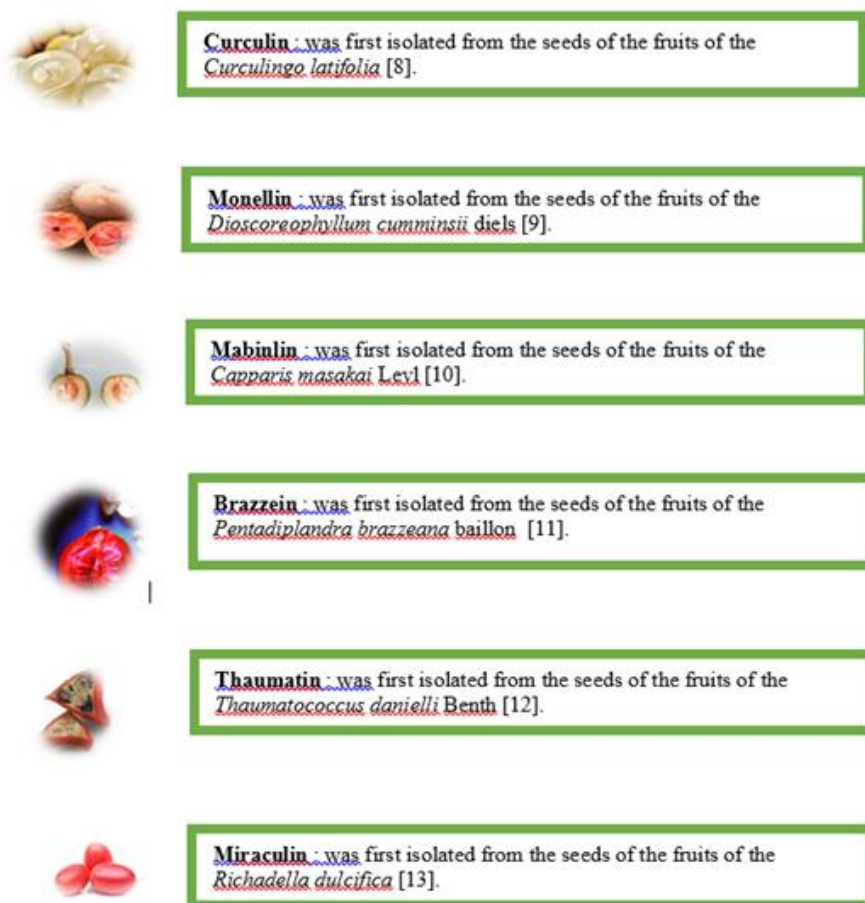 Curculin : was first isolated from the seeds of the fruits of the
Curculingo latifolia [8].
Monellin : was first isolated from the seeds of the fruits of the
Dioscoreophyllum cumminsii diels [9].
Mabinlin : was first isolated from the seeds of the fruits of the
Capparis masakai Levl [10].
Brazzein : was first isolated from the seeds of the fruits of the
Pentadiplandra brazzeana baillon [11].
Thaumatin : was first isolated from the seeds of the fruits of the
Thaumatococcus danielli Benth [12].
Miraculin : was first isolated from the seeds of the fruits of the
Richadella dulcifica [13].